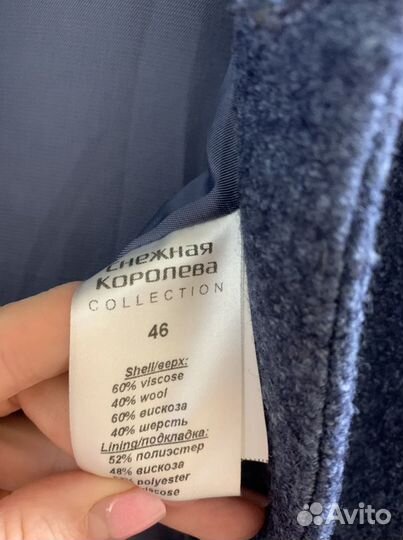 СНЕЖНАЯ
КОРОЛЕВА
COLLECTION
46
Shell/верх:
60% viscose
40% wool
60% вискоза
40% шерсть
Lining/подкладка:
52% полиэстер
48% вискоза
polyester
viscose
Avito